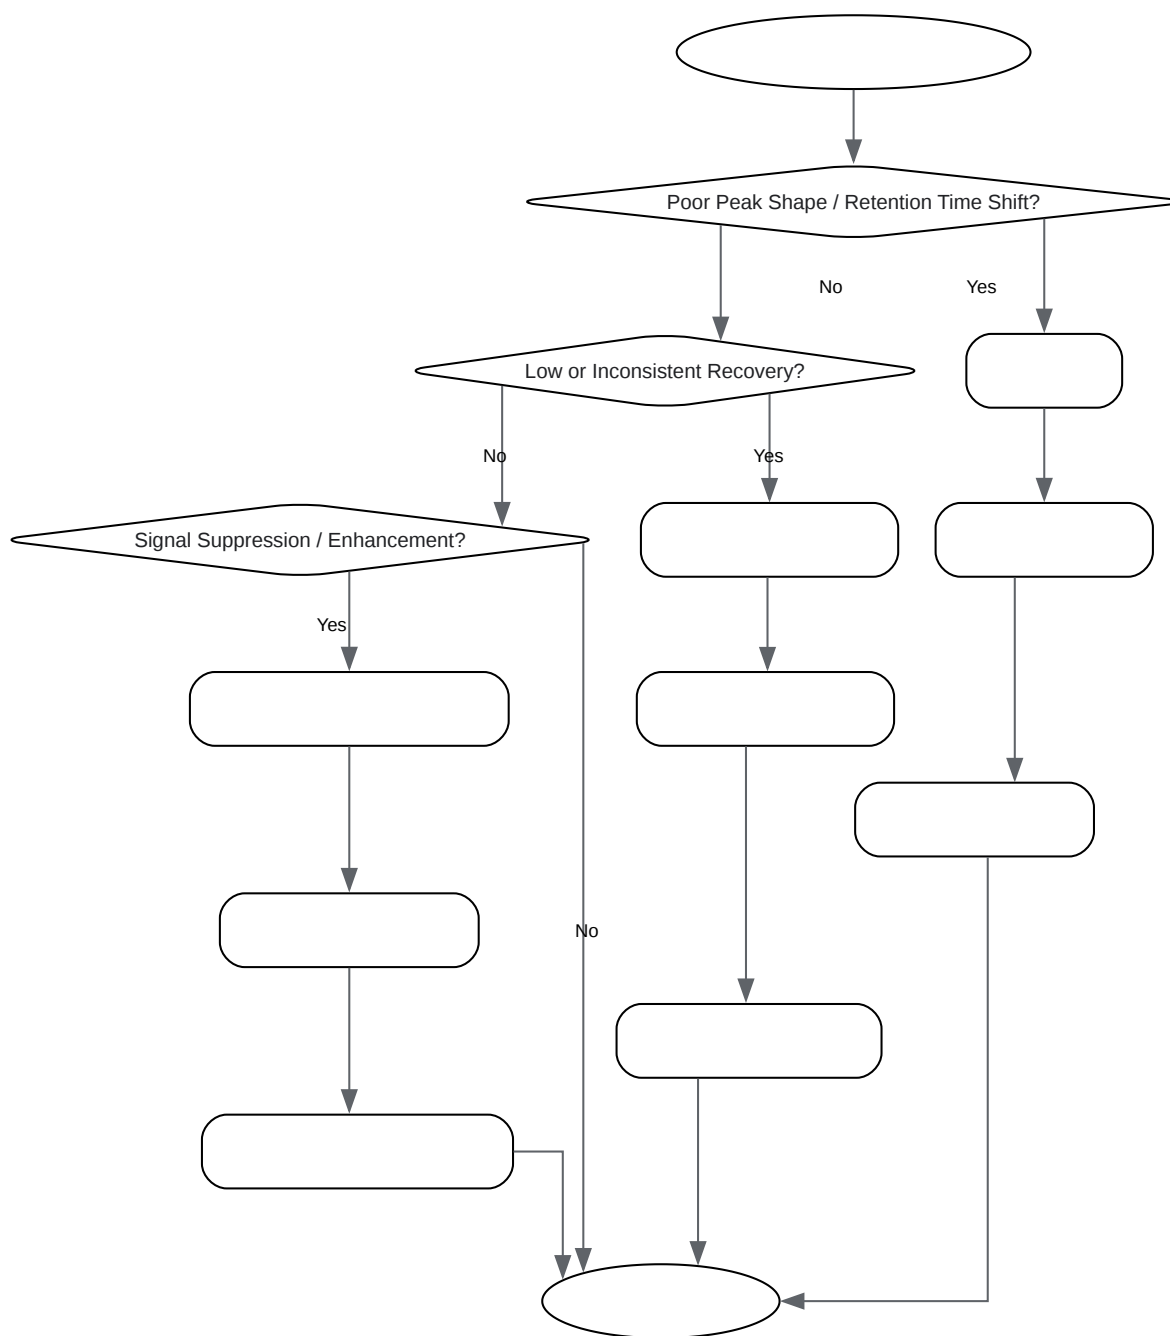 Poor Peak Shape / Retention Time Shift?
No
Yes
Low or Inconsistent Recovery?
No
Yes
Signal Suppression / Enhancement?
Yes
No